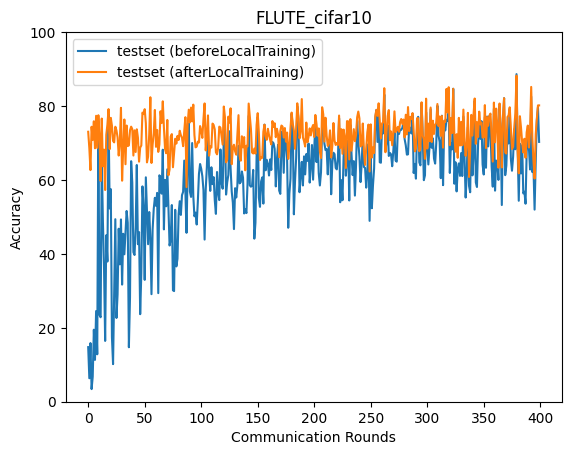 FLUTE_cifar10
testset (beforeLocalTraining)
testset (afterLocalTraining)
Accuracy
100
80
60
40
20
0
0 50 100 150 200 250 300 350 400
Communication Rounds